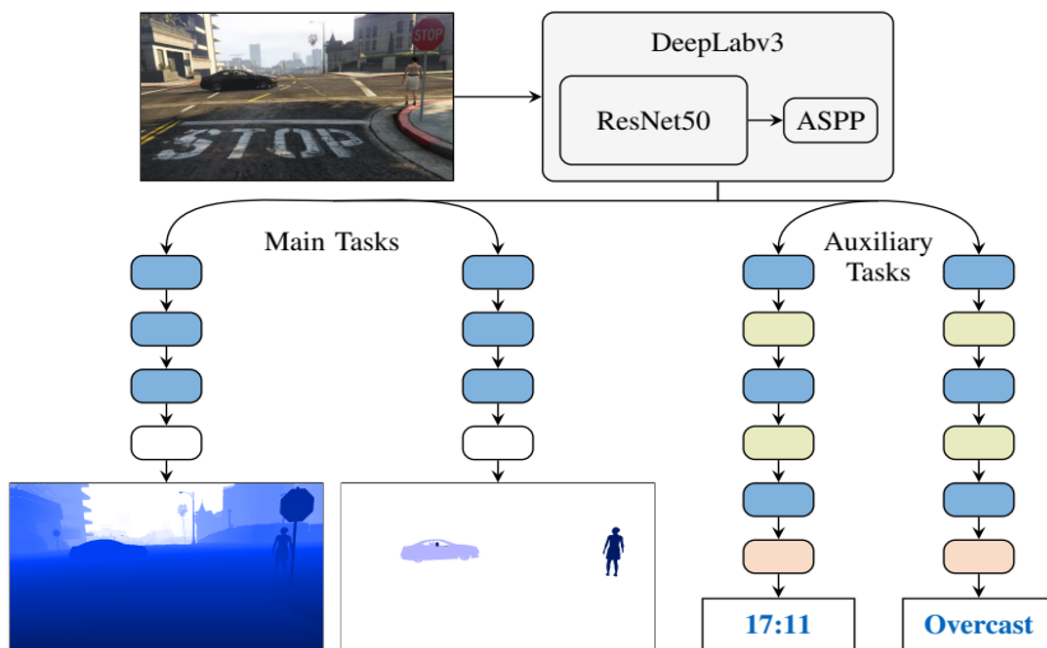 STOP
STOP
DeepLabv3
ResNet50
ASPP
Main Tasks
Auxiliary
Tasks
17:11
Overcast